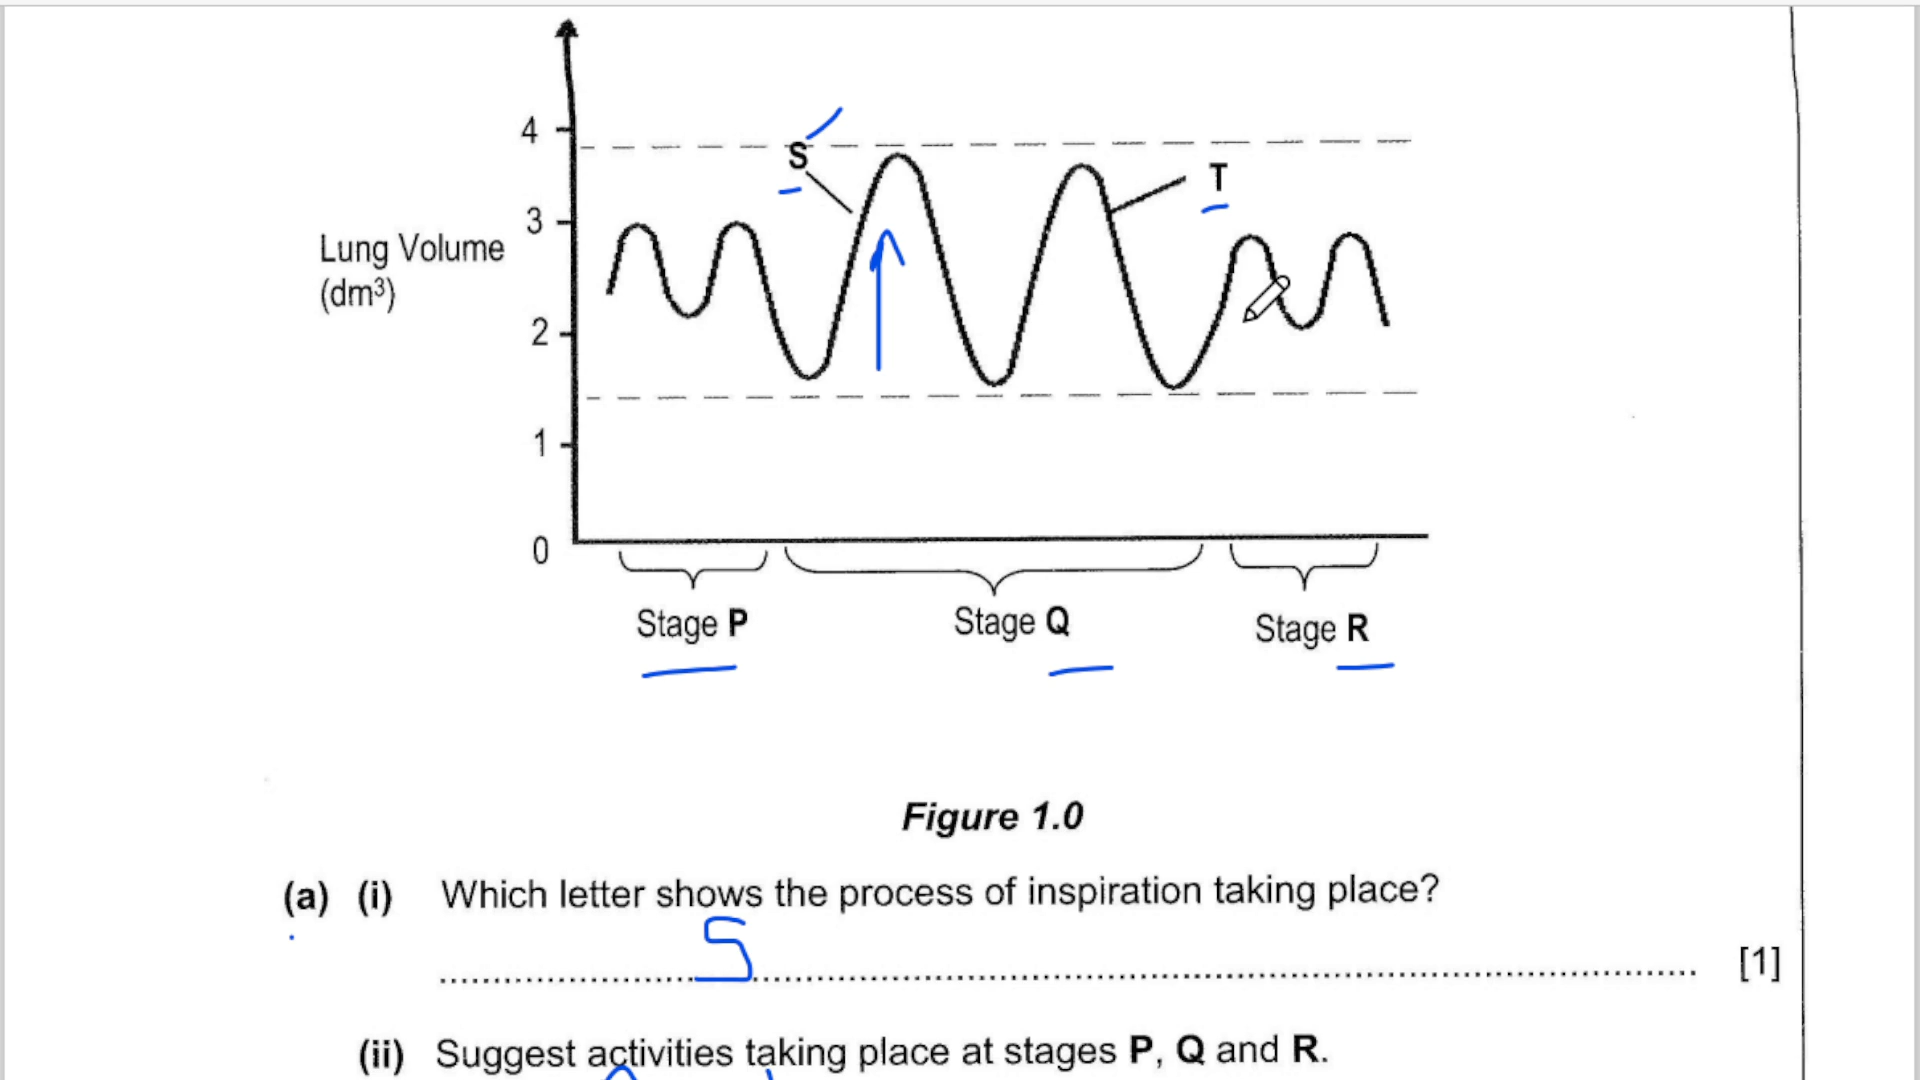 4
S
T
3
Lung Volume
(dm³)
2
1
0
Stage P
Stage Q
Stage R
Figure 1.0
(a) (i) Which letter shows the process of inspiration taking place?
S
[1]
(ii) Suggest activities taking place at stages P, Q and R.